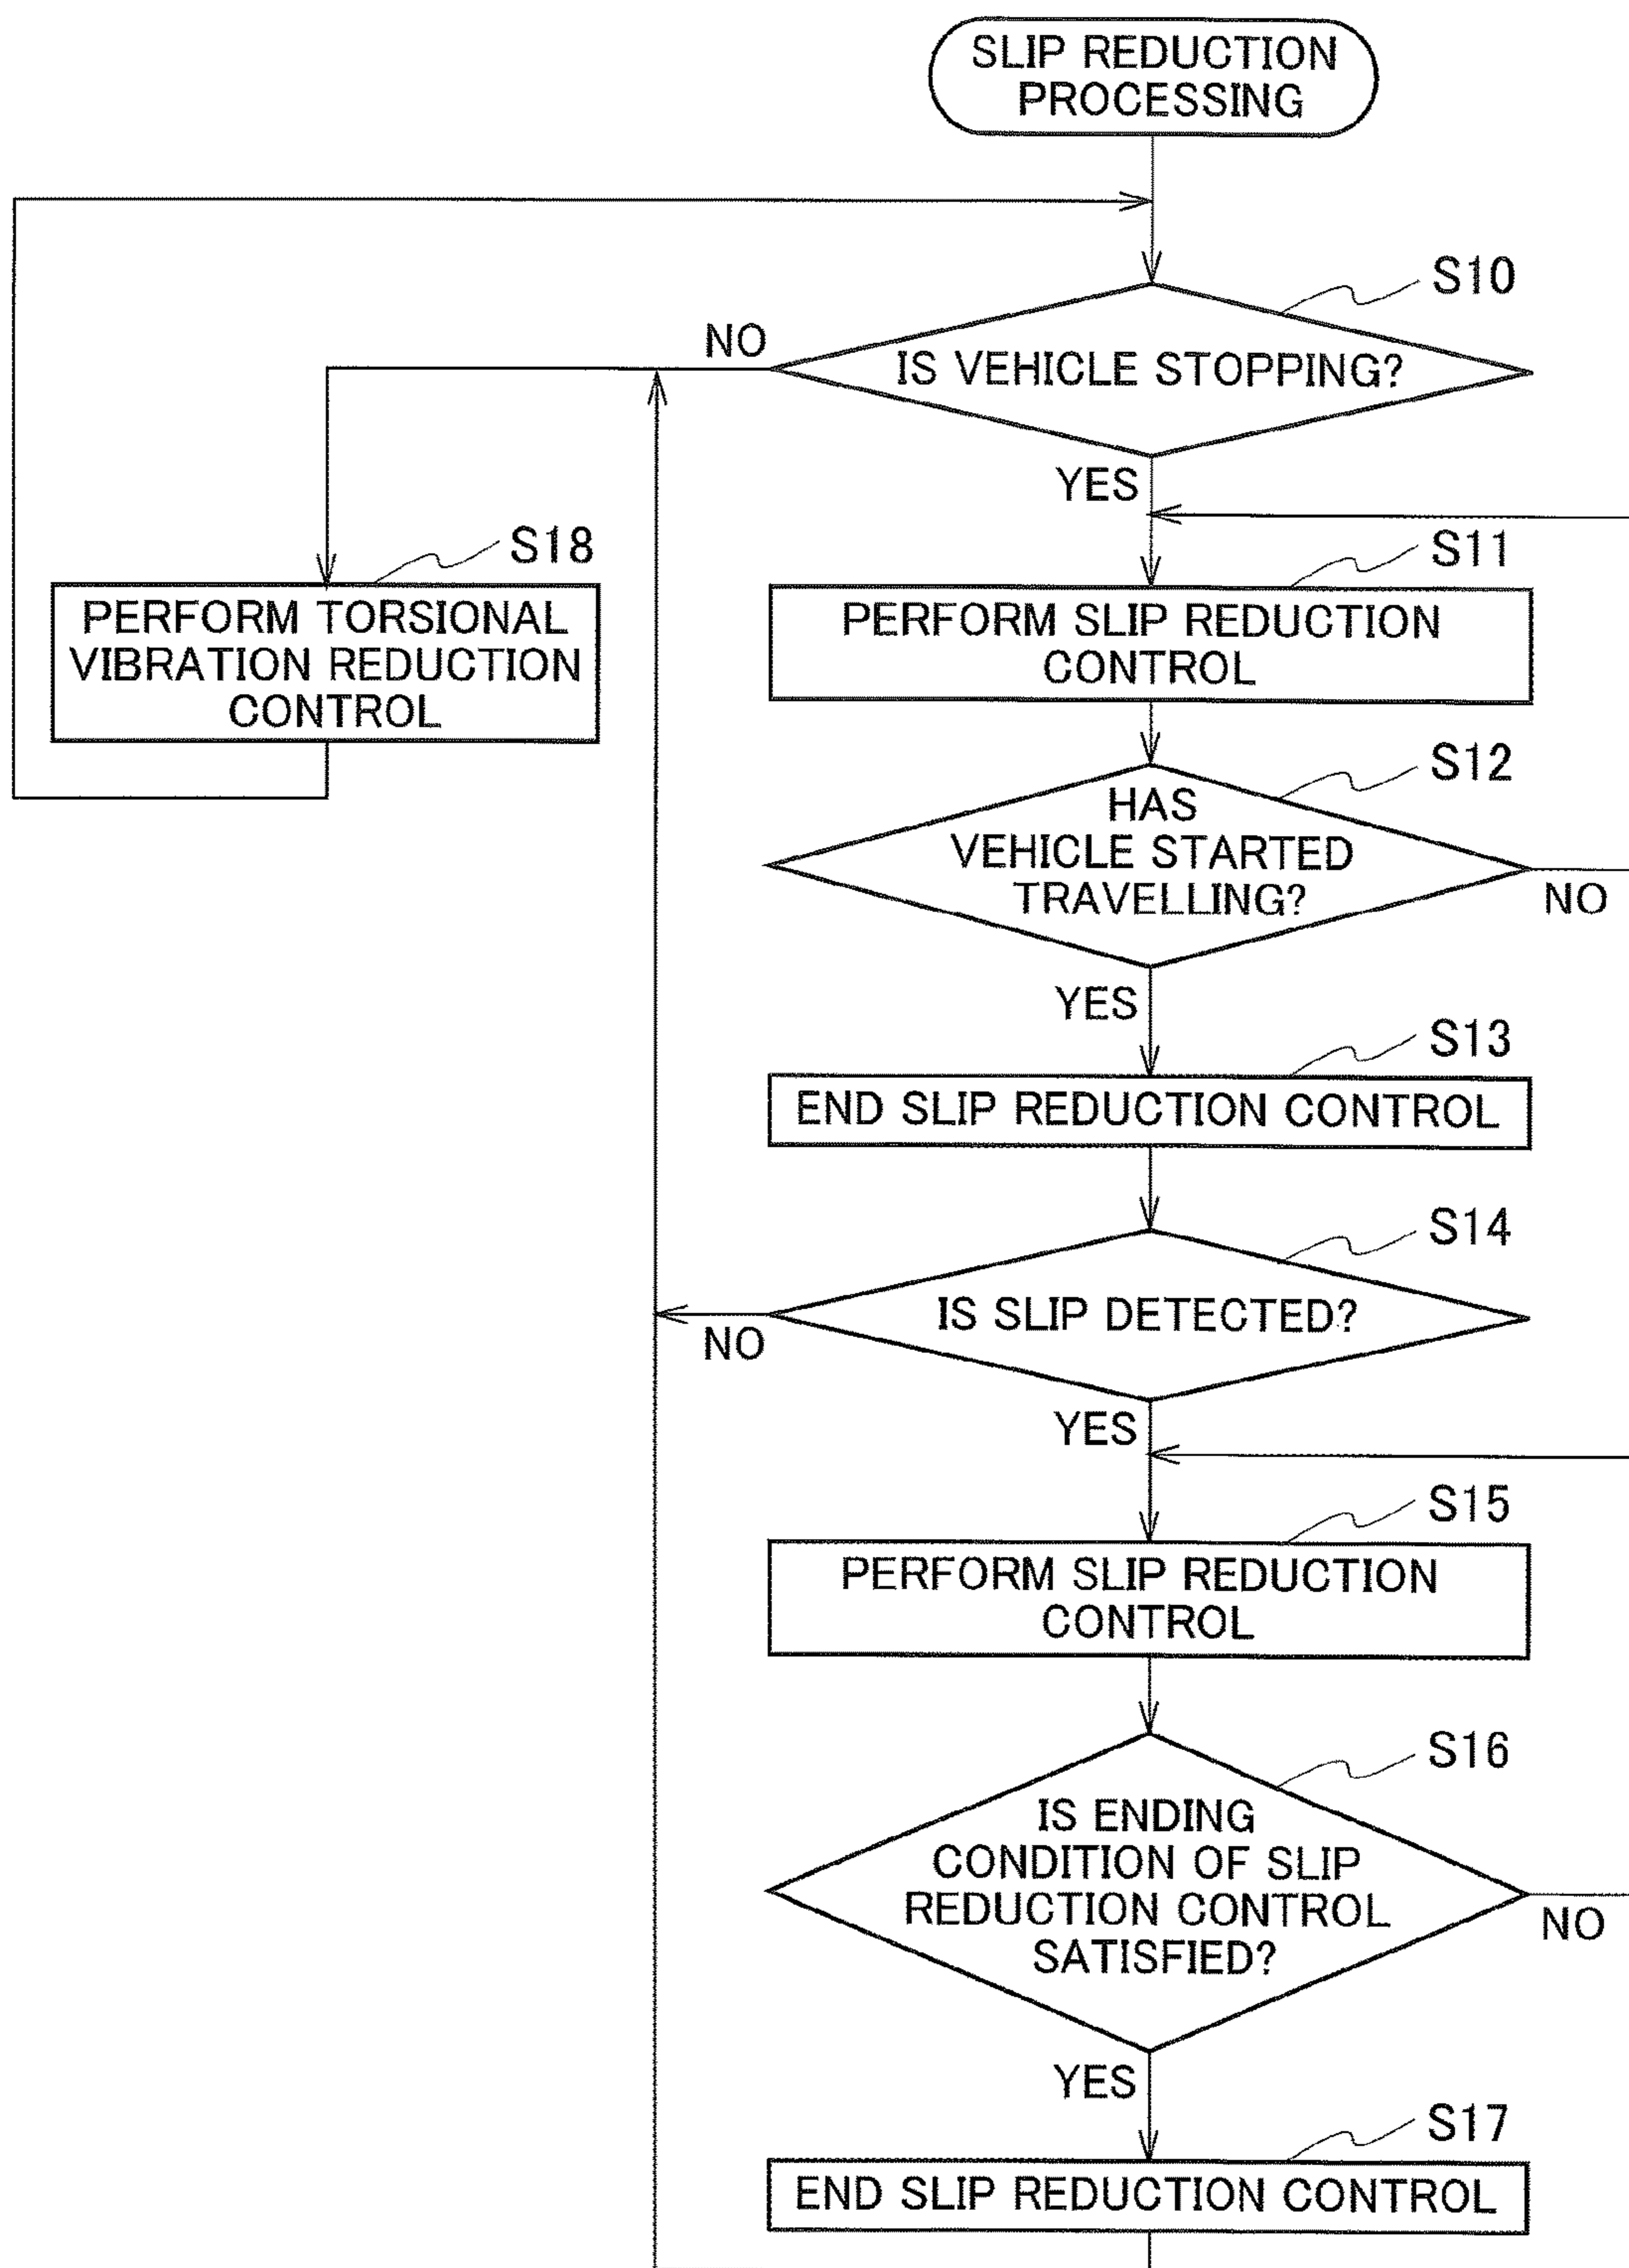 SLIP REDUCTION
PROCESSING
S10
NO
IS VEHICLE STOPPING?
YES
S18
PERFORM TORSIONAL
VIBRATION REDUCTION
CONTROL
S11
PERFORM SLIP REDUCTION
CONTROL
S12
HAS
VEHICLE STARTED
TRAVELLING?
NO
YES
S13
END SLIP REDUCTION CONTROL
S14
IS SLIP DETECTED?
NO
YES
S15
PERFORM SLIP REDUCTION
CONTROL
S16
IS ENDING
CONDITION OF SLIP
REDUCTION CONTROL
SATISFIED?
NO
YES
S17
END SLIP REDUCTION CONTROL